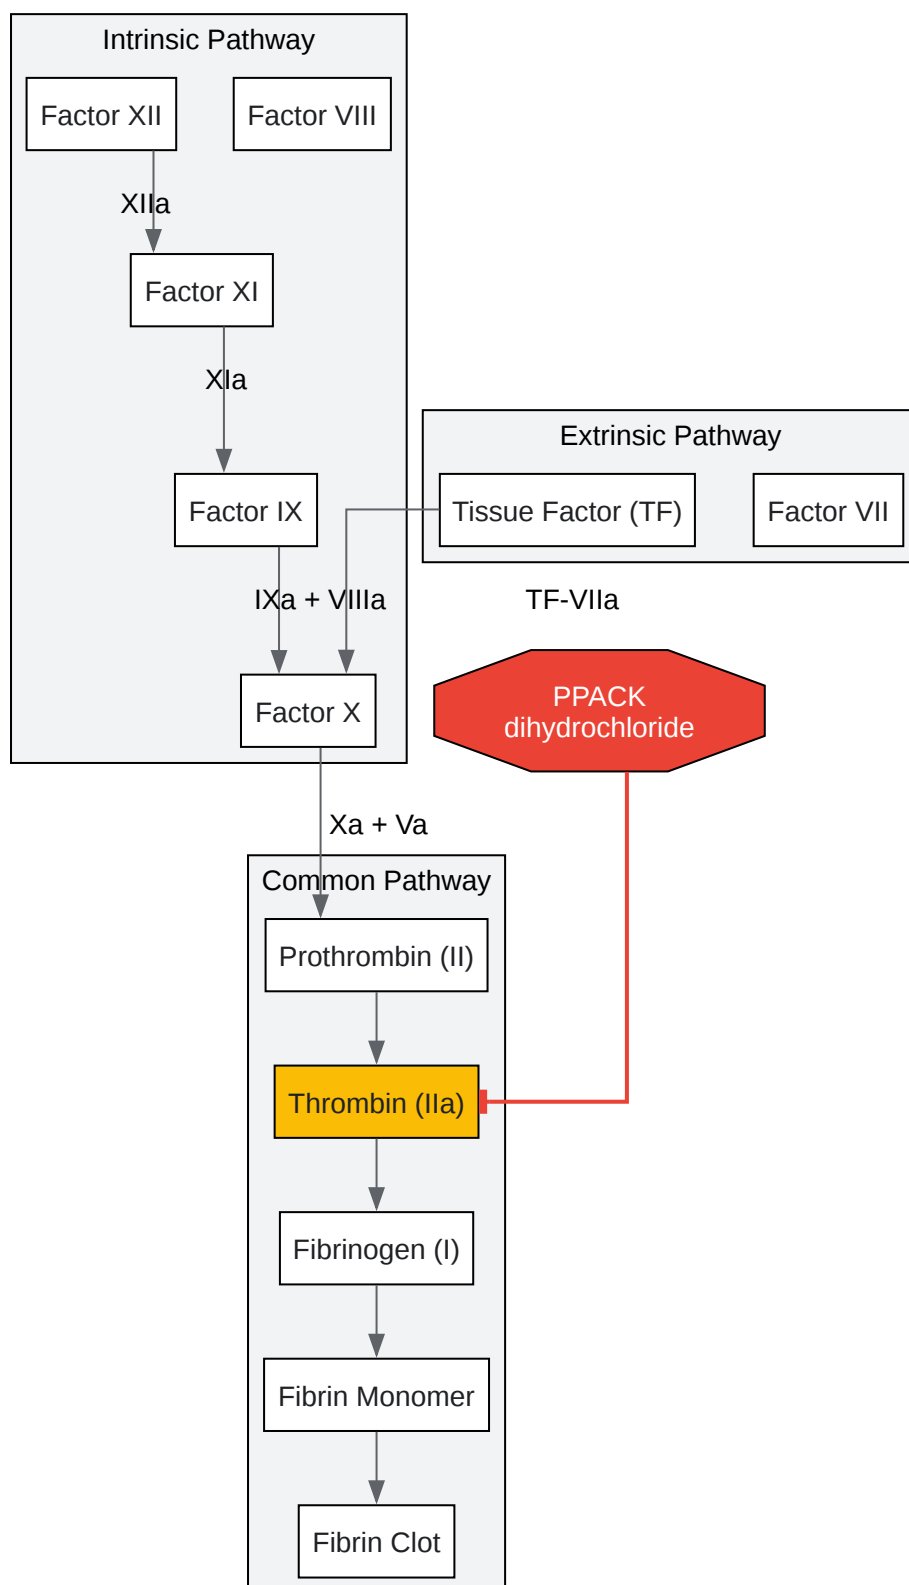 Intrinsic Pathway
Factor XII
Factor VIII
XIIa
Factor XI
XIa
Extrinsic Pathway
Factor IX
Tissue Factor (TF)
Factor VII
IXa + VIIIa
TF-VIIa
Factor X
PPACK
dihydrochloride
Xa + Va
Common Pathway
Prothrombin (II)
Thrombin (IIa)
Fibrinogen (I)
Fibrin Monomer
Fibrin Clot